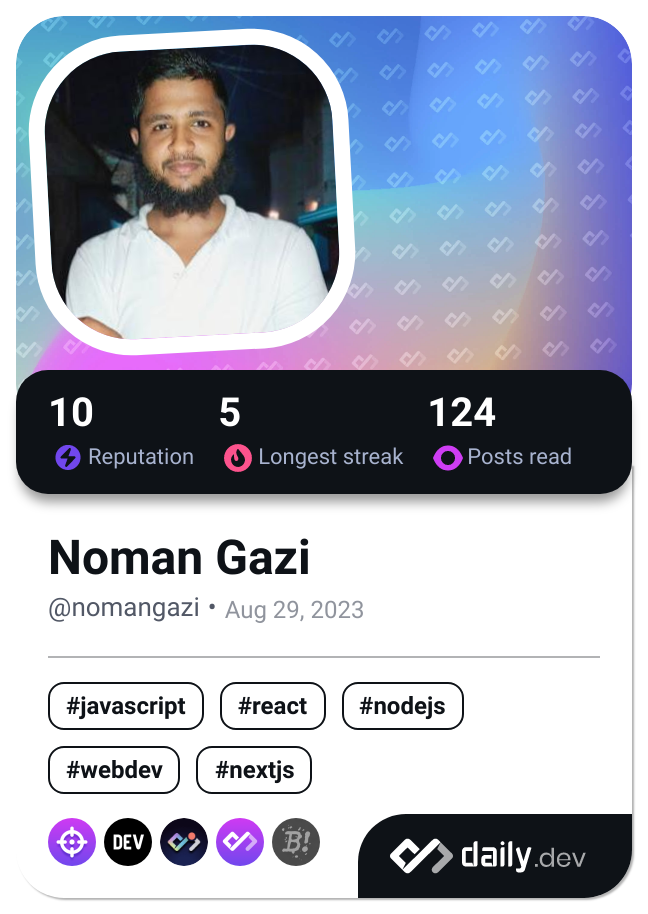 10 5 124
Reputation Longest streak Posts read
Noman Gazi
@nomangazi • Aug 29, 2023
#javascript #react #nodejs
#webdev #nextjs
DEV B!
daily.dev